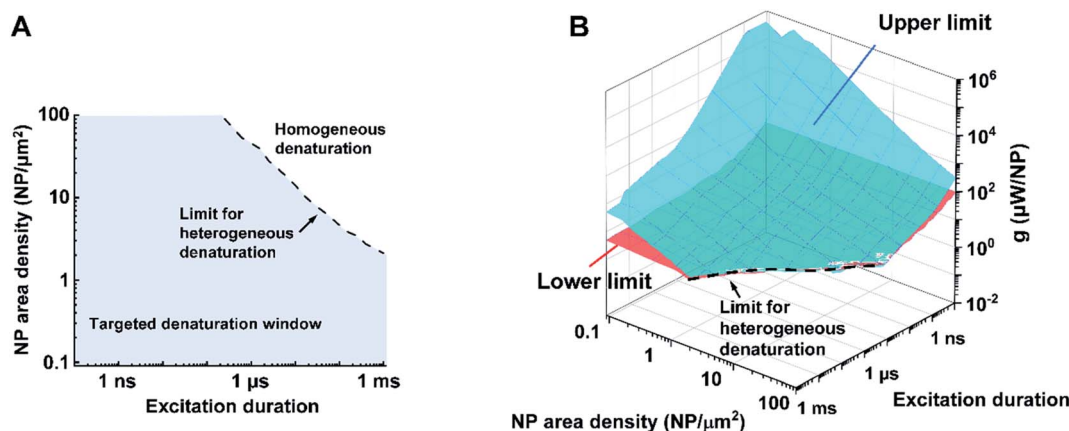 A
NP area density (NP/μm²)
100
10
1
0.1
Homogeneous
denaturation
Limit for
heterogeneous
denaturation
Targeted denaturation window
1 ns
1 μs
1 ms
Excitation duration
B
Upper limit
Lower limit
Limit for
heterogeneous
denaturation
10⁶
10⁴
10²
10⁰
10⁻²
g (μW/NP)
0.1
1
10
100
NP area density (NP/μm²)
1 ms
1 μs
1 ns
Excitation duration